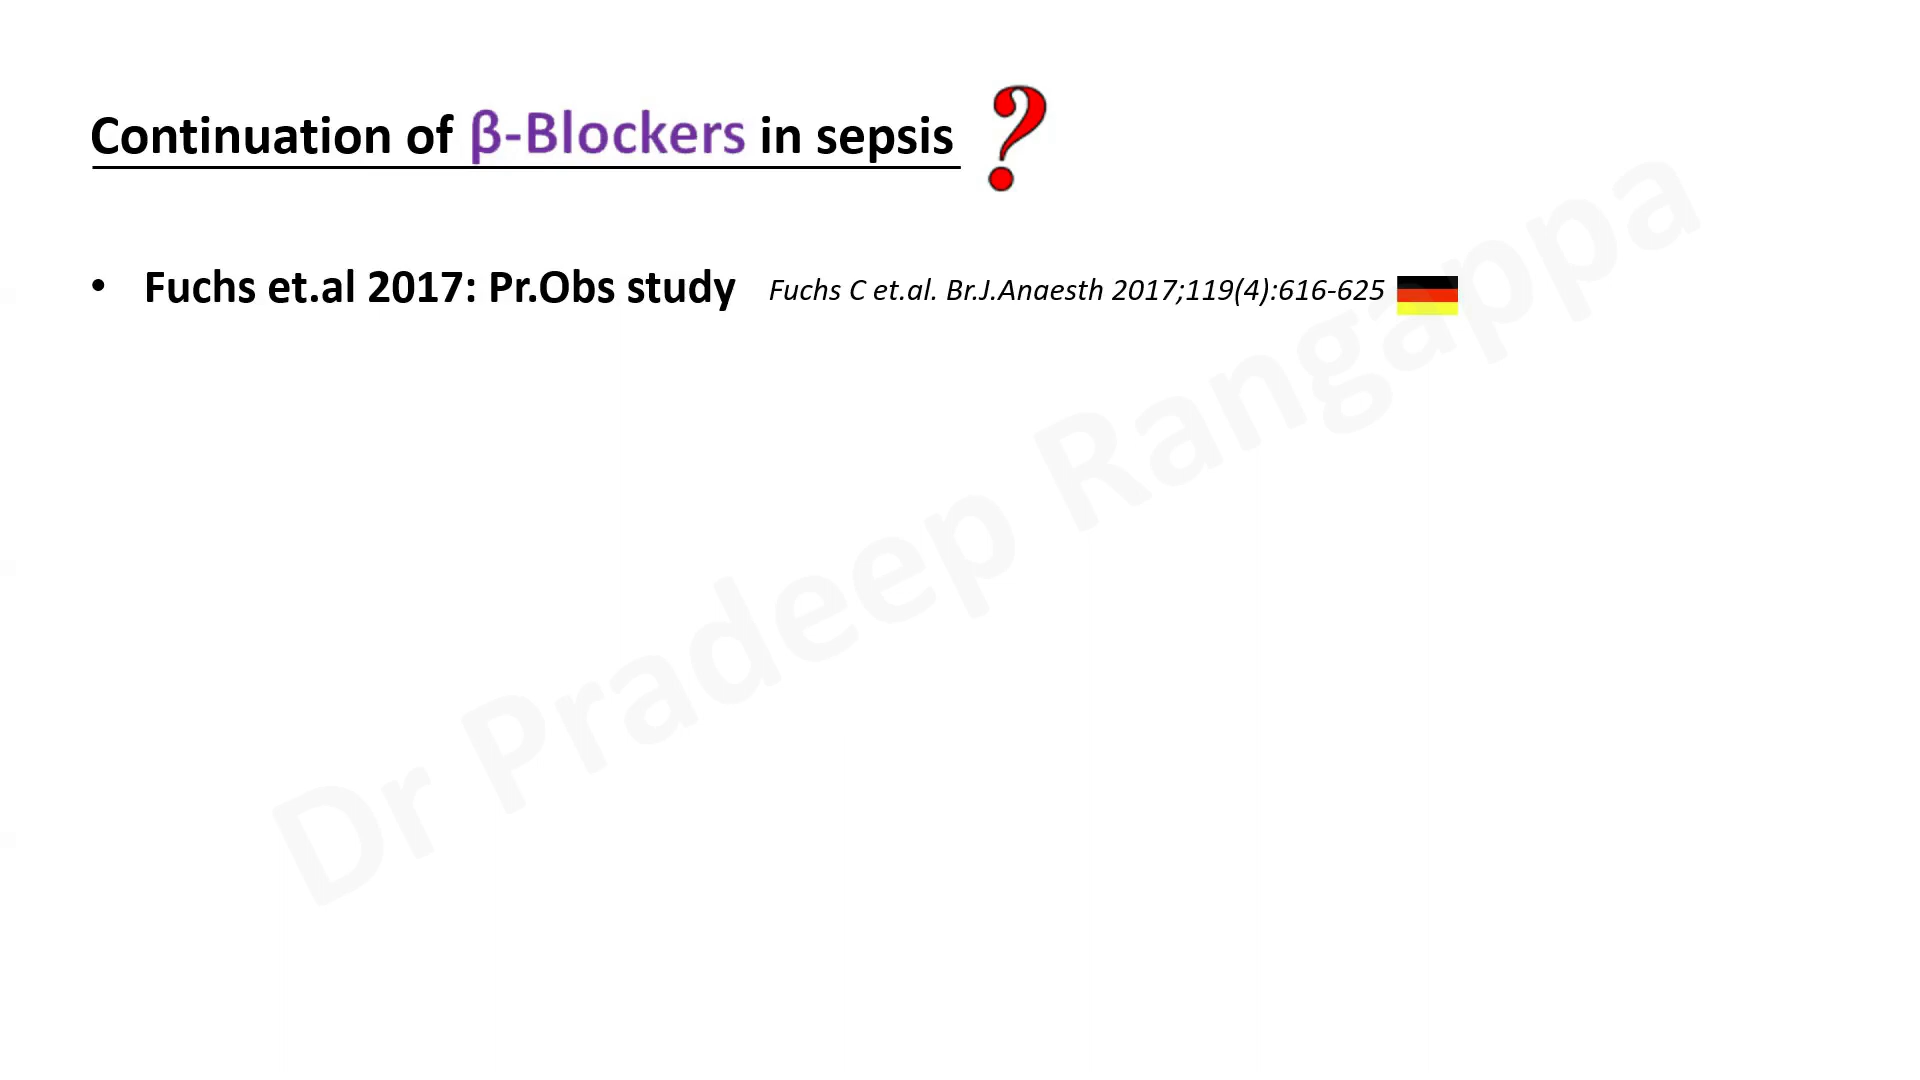 Continuation of β-Blockers in sepsis ?
• Fuchs et.al 2017: Pr.Obs study Fuchs C et.al. Br.J.Anaesth 2017;119(4):616-625
Dr Pradeep Rangappa